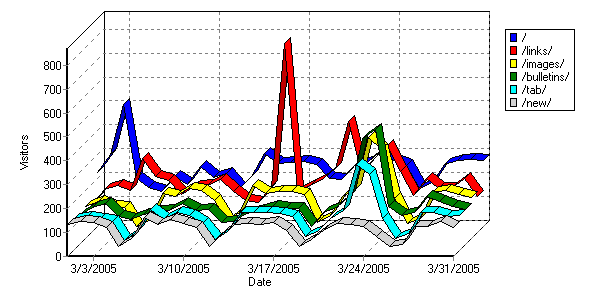 800
700
600
500
400
300
200
100
0
Visitors
3/3/2005
3/10/2005
3/17/2005
3/24/2005
3/31/2005
Date
/
/links/
/images/
/bulletins/
/tab/
/new/